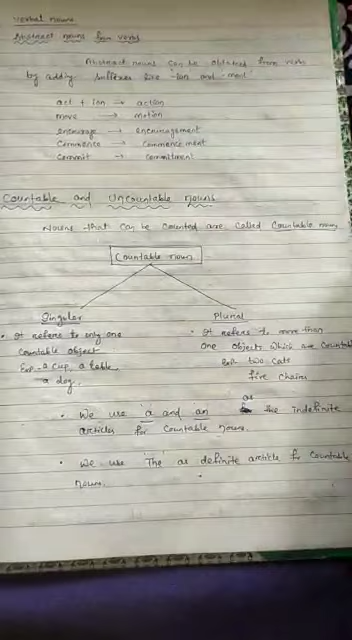 Verbal nouns
Abstract nouns from verbs
Abstract nouns can be obtained from verbs
by adding suffixes like '-ion and -ment'
act + ion → action
move → motion
encourage → encouragement
Commence → commencement
Commit → commitment
Countable and Uncountable nouns
Nouns that can be counted are called Countable nouns
Countable noun
Singular
• It refers to only one
countable object
Exp - a cup, a table
a dog.
Plural
• It refers to more than
one objects which are countable
Exp: two cats
five chairs
• We use 'a' and 'an' as the indefinite
articles for countable nouns.
• We use 'The' as definite article for countable
nouns.